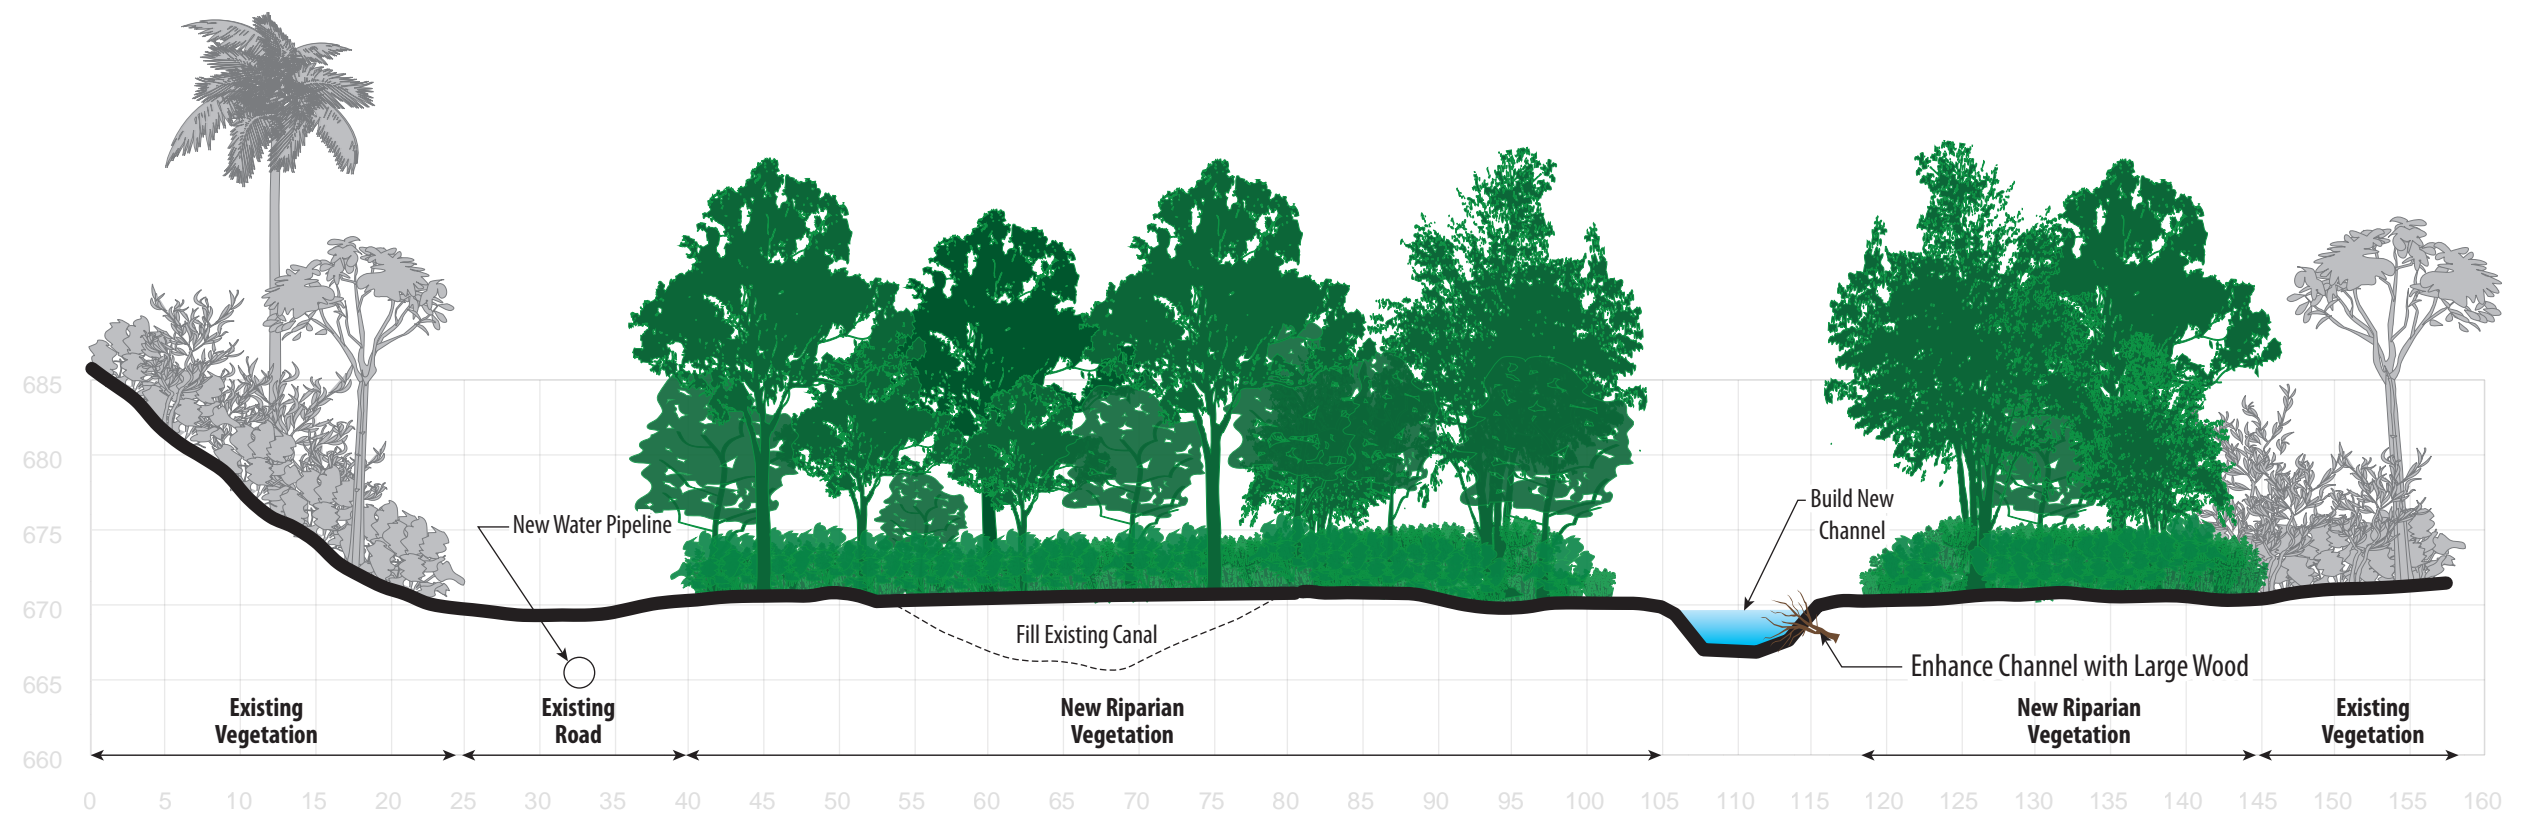 685
680
675
670
665
660
New Water Pipeline
Build New
Channel
Fill Existing Canal
Enhance Channel with Large Wood
Existing
Vegetation
Existing
Road
New Riparian
Vegetation
New Riparian
Vegetation
Existing
Vegetation
0 5 10 15 20 25 30 35 40 45 50 55 60 65 70 75 80 85 90 95 100 105 110 115 120 125 130 135 140 145 150 155 160